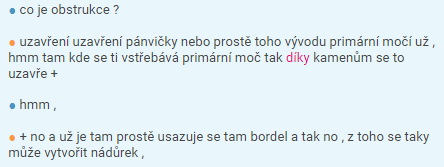 ● co je obstrukce ?
● uzavření uzavření pánvičky nebo prostě toho vývodu primární močí už ,
hmm tam kde se ti vstřebává primární moč tak díky kamenům se to
uzavře +
● hmm ,
● + no a už je tam prostě usazuje se tam bordel a tak no , z toho se taky
může vytvořit nádůrek ,